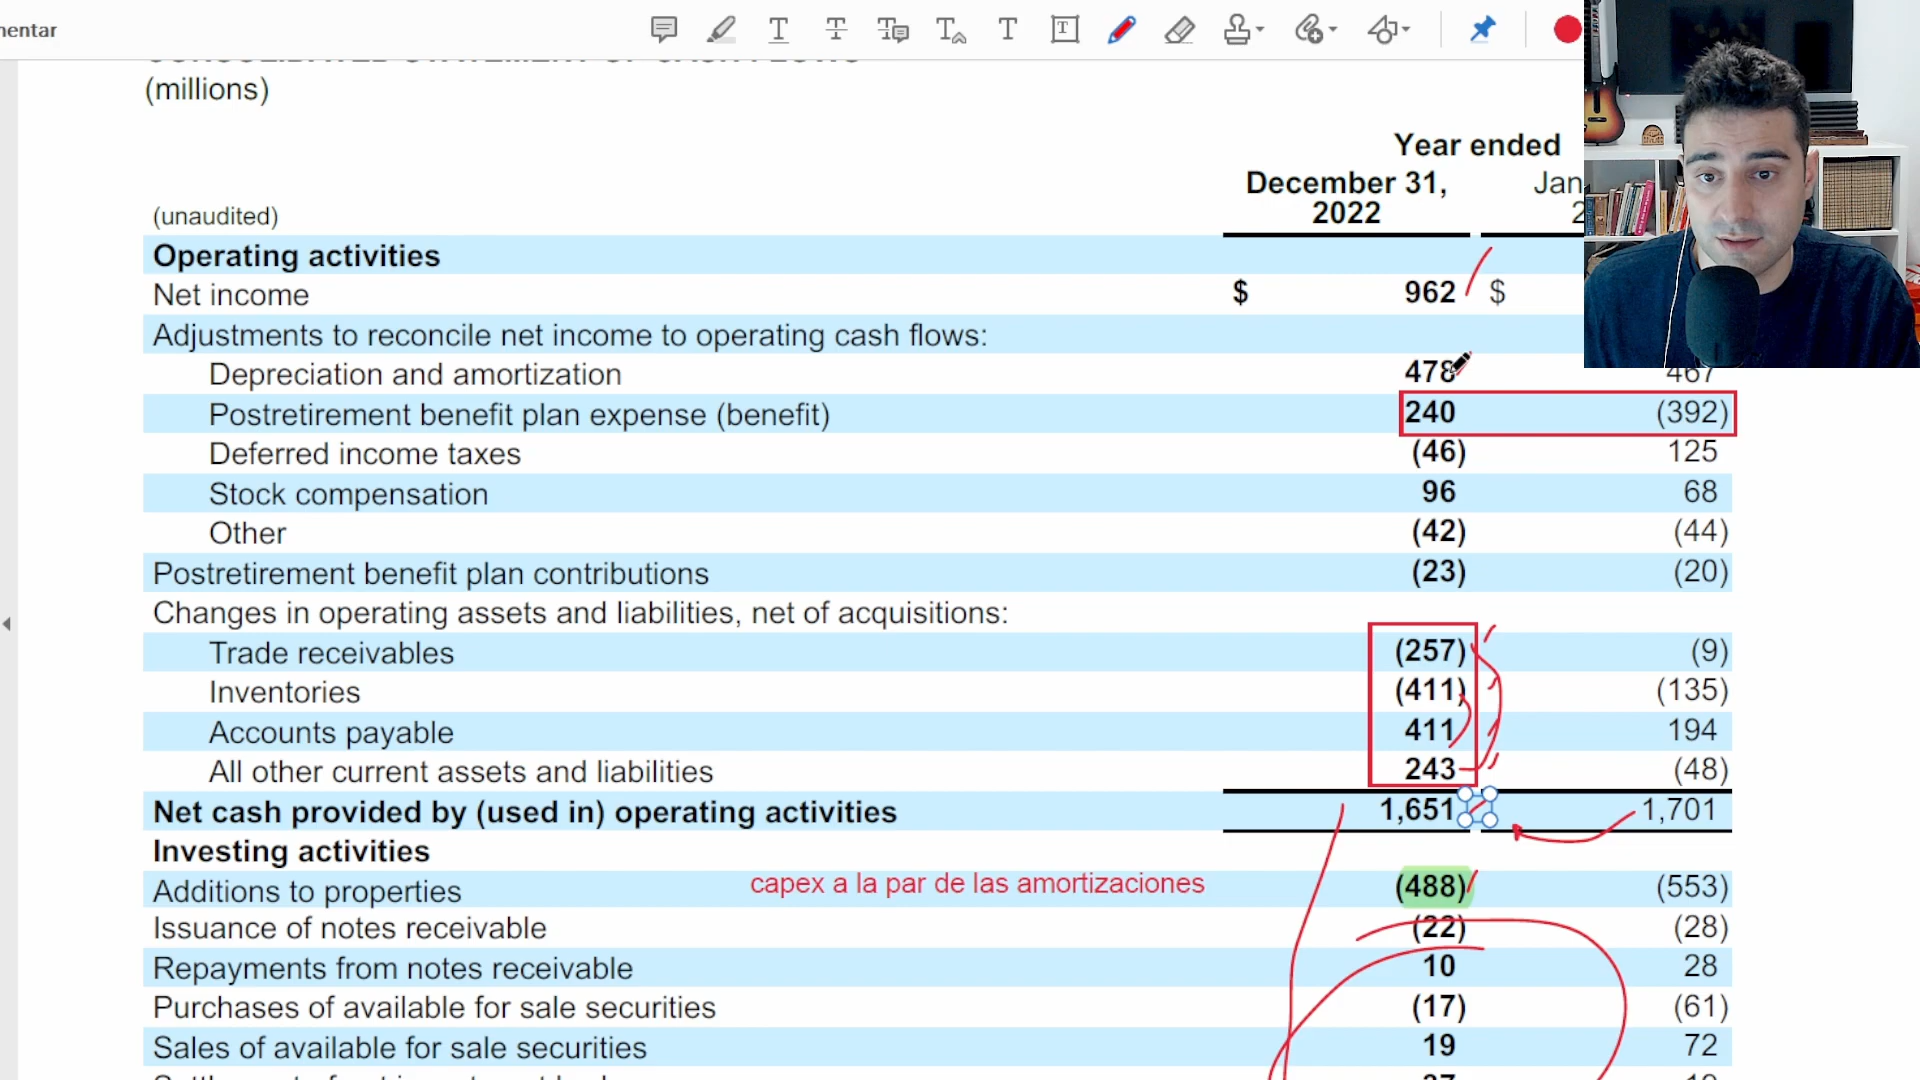 mentar
(millions)
Year ended
December 31, Jan
2022 2
(unaudited)
Operating activities
Net income $ 962 $
Adjustments to reconcile net income to operating cash flows:
Depreciation and amortization 478 467
Postretirement benefit plan expense (benefit) 240 (392)
Deferred income taxes (46) 125
Stock compensation 96 68
Other (42) (44)
Postretirement benefit plan contributions (23) (20)
Changes in operating assets and liabilities, net of acquisitions:
Trade receivables (257) (9)
Inventories (411) (135)
Accounts payable 411 194
All other current assets and liabilities 243 (48)
Net cash provided by (used in) operating activities 1,651 1,701
Investing activities
Additions to properties capex a la par de las amortizaciones (488) (553)
Issuance of notes receivable (22) (28)
Repayments from notes receivable 10 28
Purchases of available for sale securities (17) (61)
Sales of available for sale securities 19 72